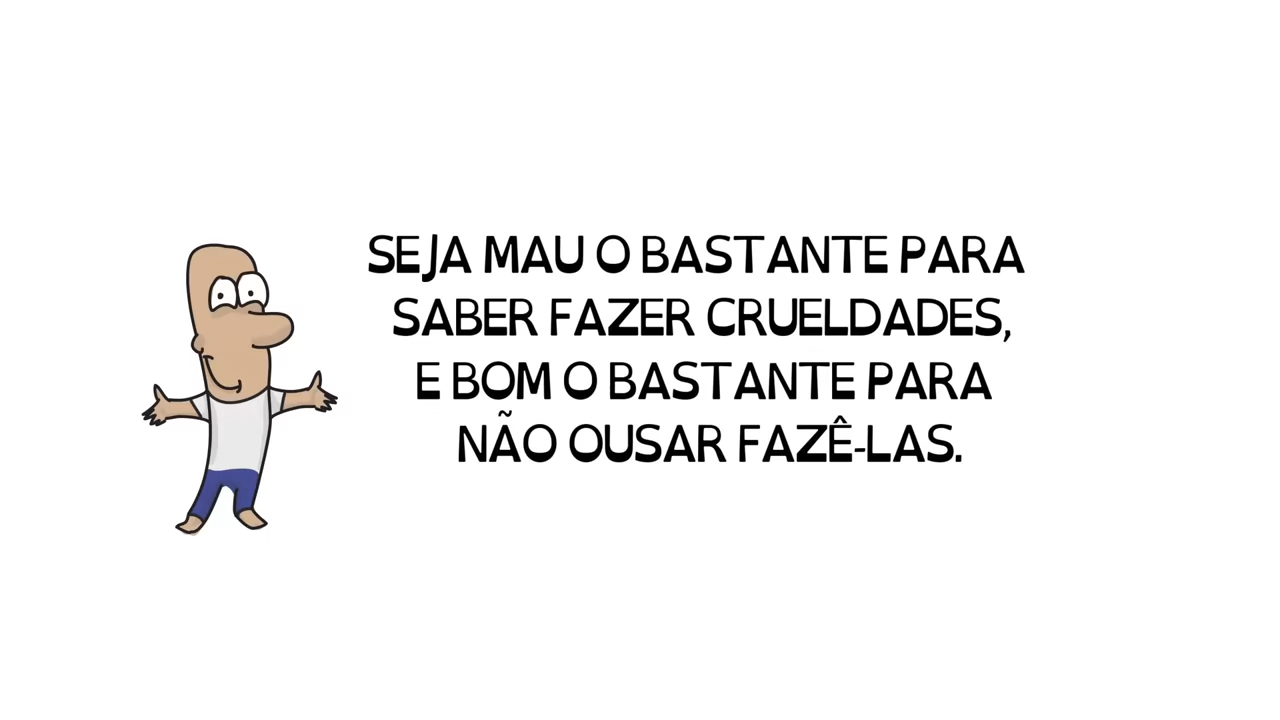 SEJA MAU O BASTANTE PARA
SABER FAZER CRUELDADES,
E BOM O BASTANTE PARA
NÃO OUSAR FAZÊ-LAS.